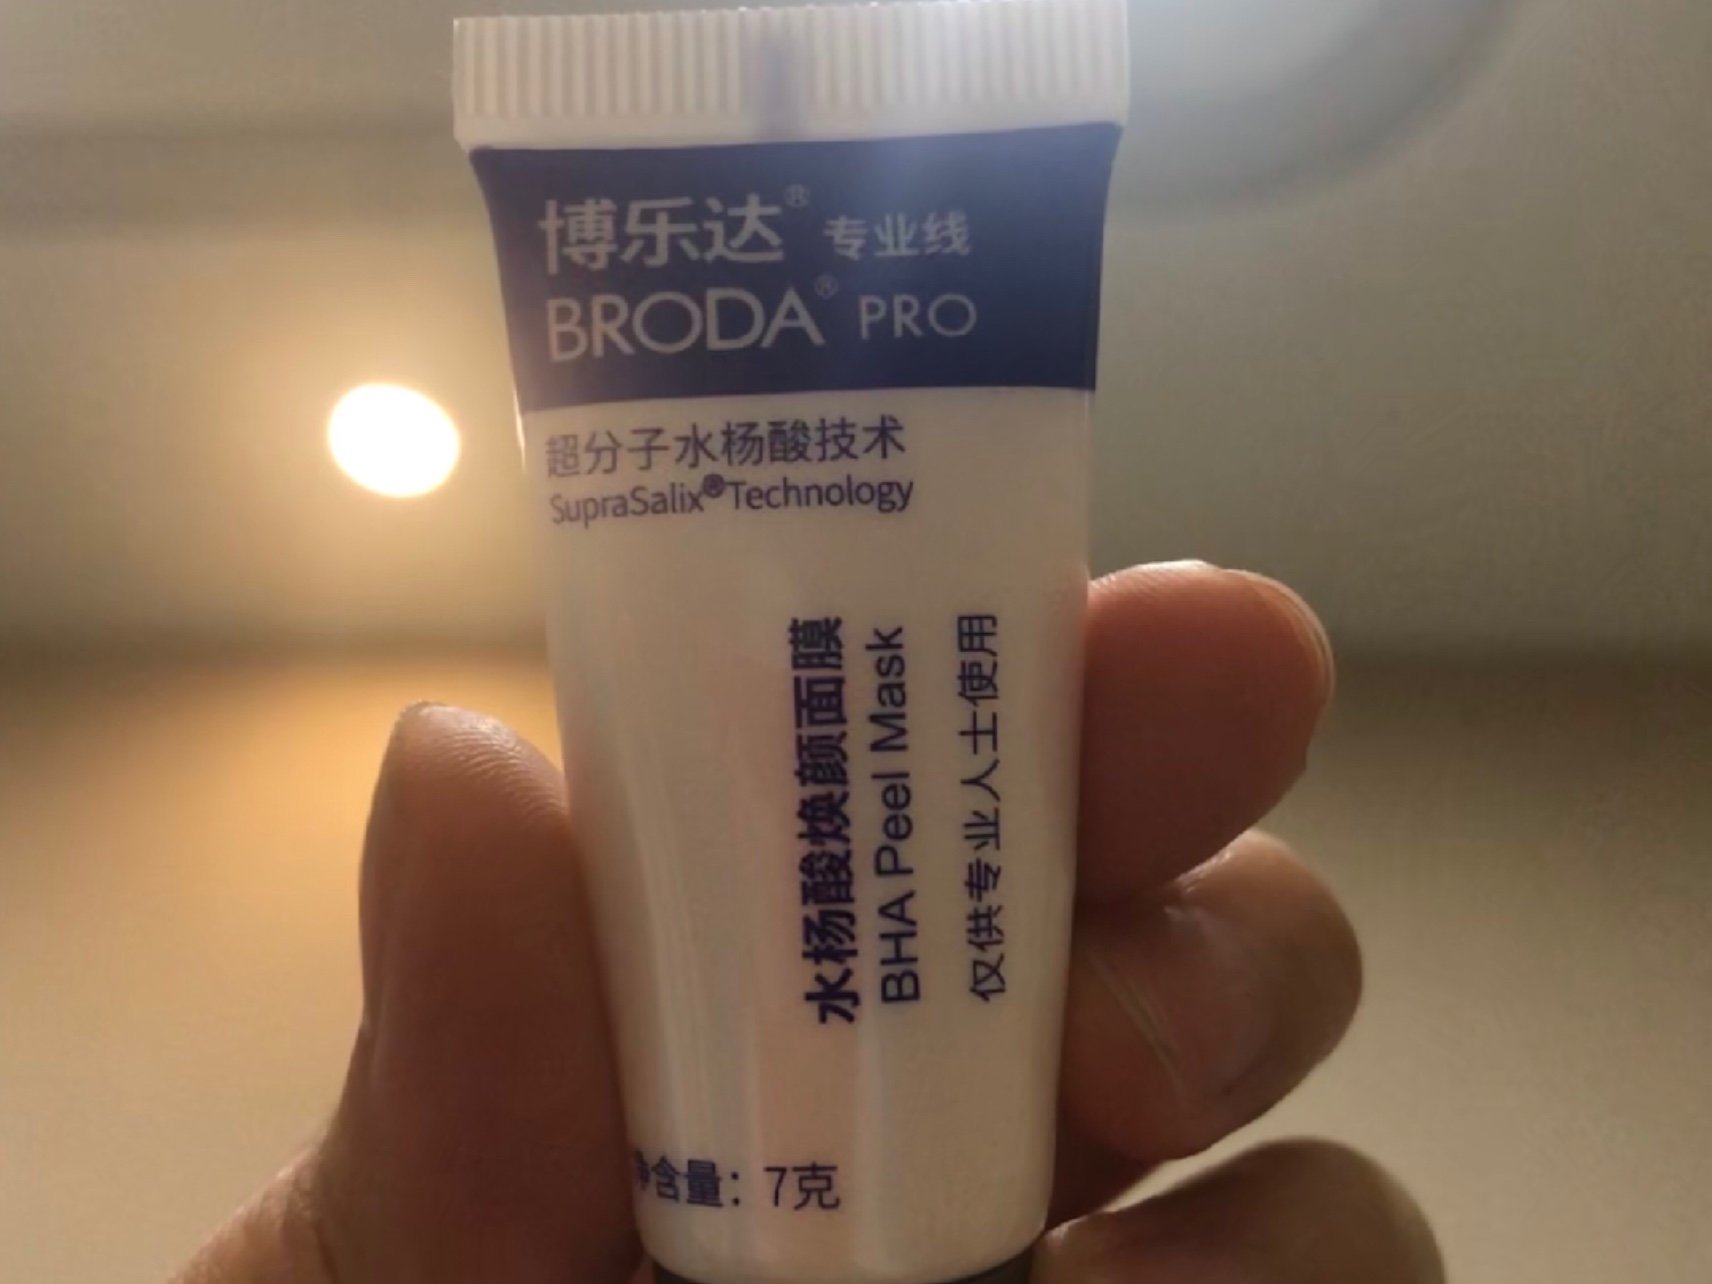 博乐达® 专业线
BRODA® PRO
超分子水杨酸技术
SupraSalix®Technology
水杨酸焕颜面膜
BHA Peel Mask
仅供专业人士使用
净含量：7克